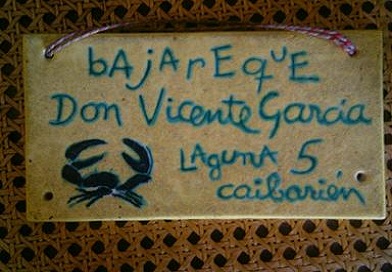 bAjArEquE
Don Vicente García
LAgunA 5
caibarién